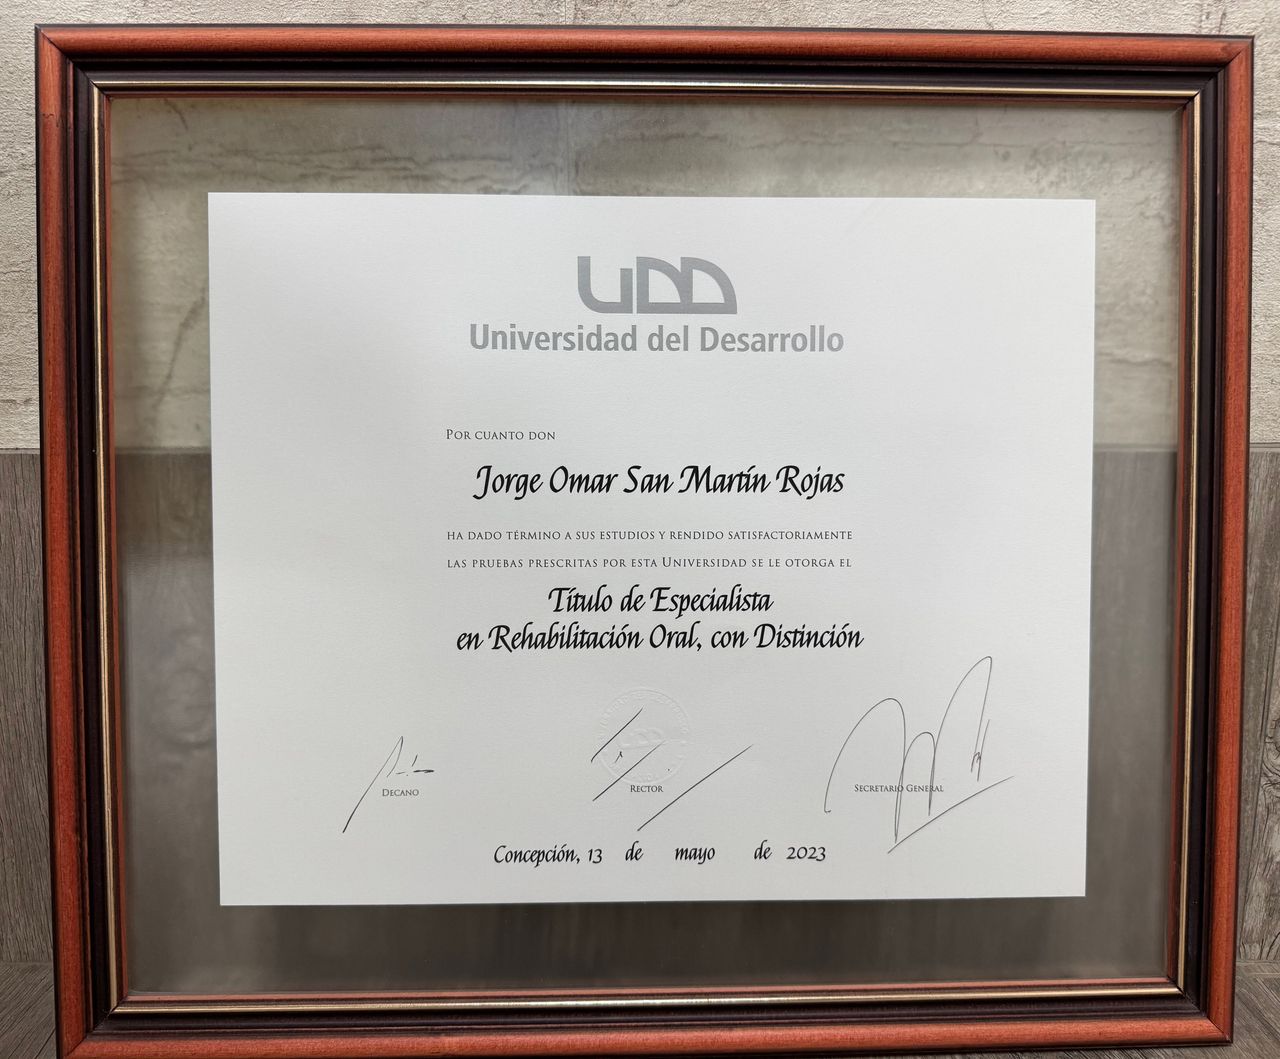 UDD
Universidad del Desarrollo
Por cuanto don
Jorge Omar San Martín Rojas
ha dado término a sus estudios y rendido satisfactoriamente
las pruebas prescritas por esta Universidad se le otorga el
Título de Especialista
en Rehabilitación Oral, con Distinción
Decano
Rector
Secretario General
Concepción, 13 de mayo de 2023